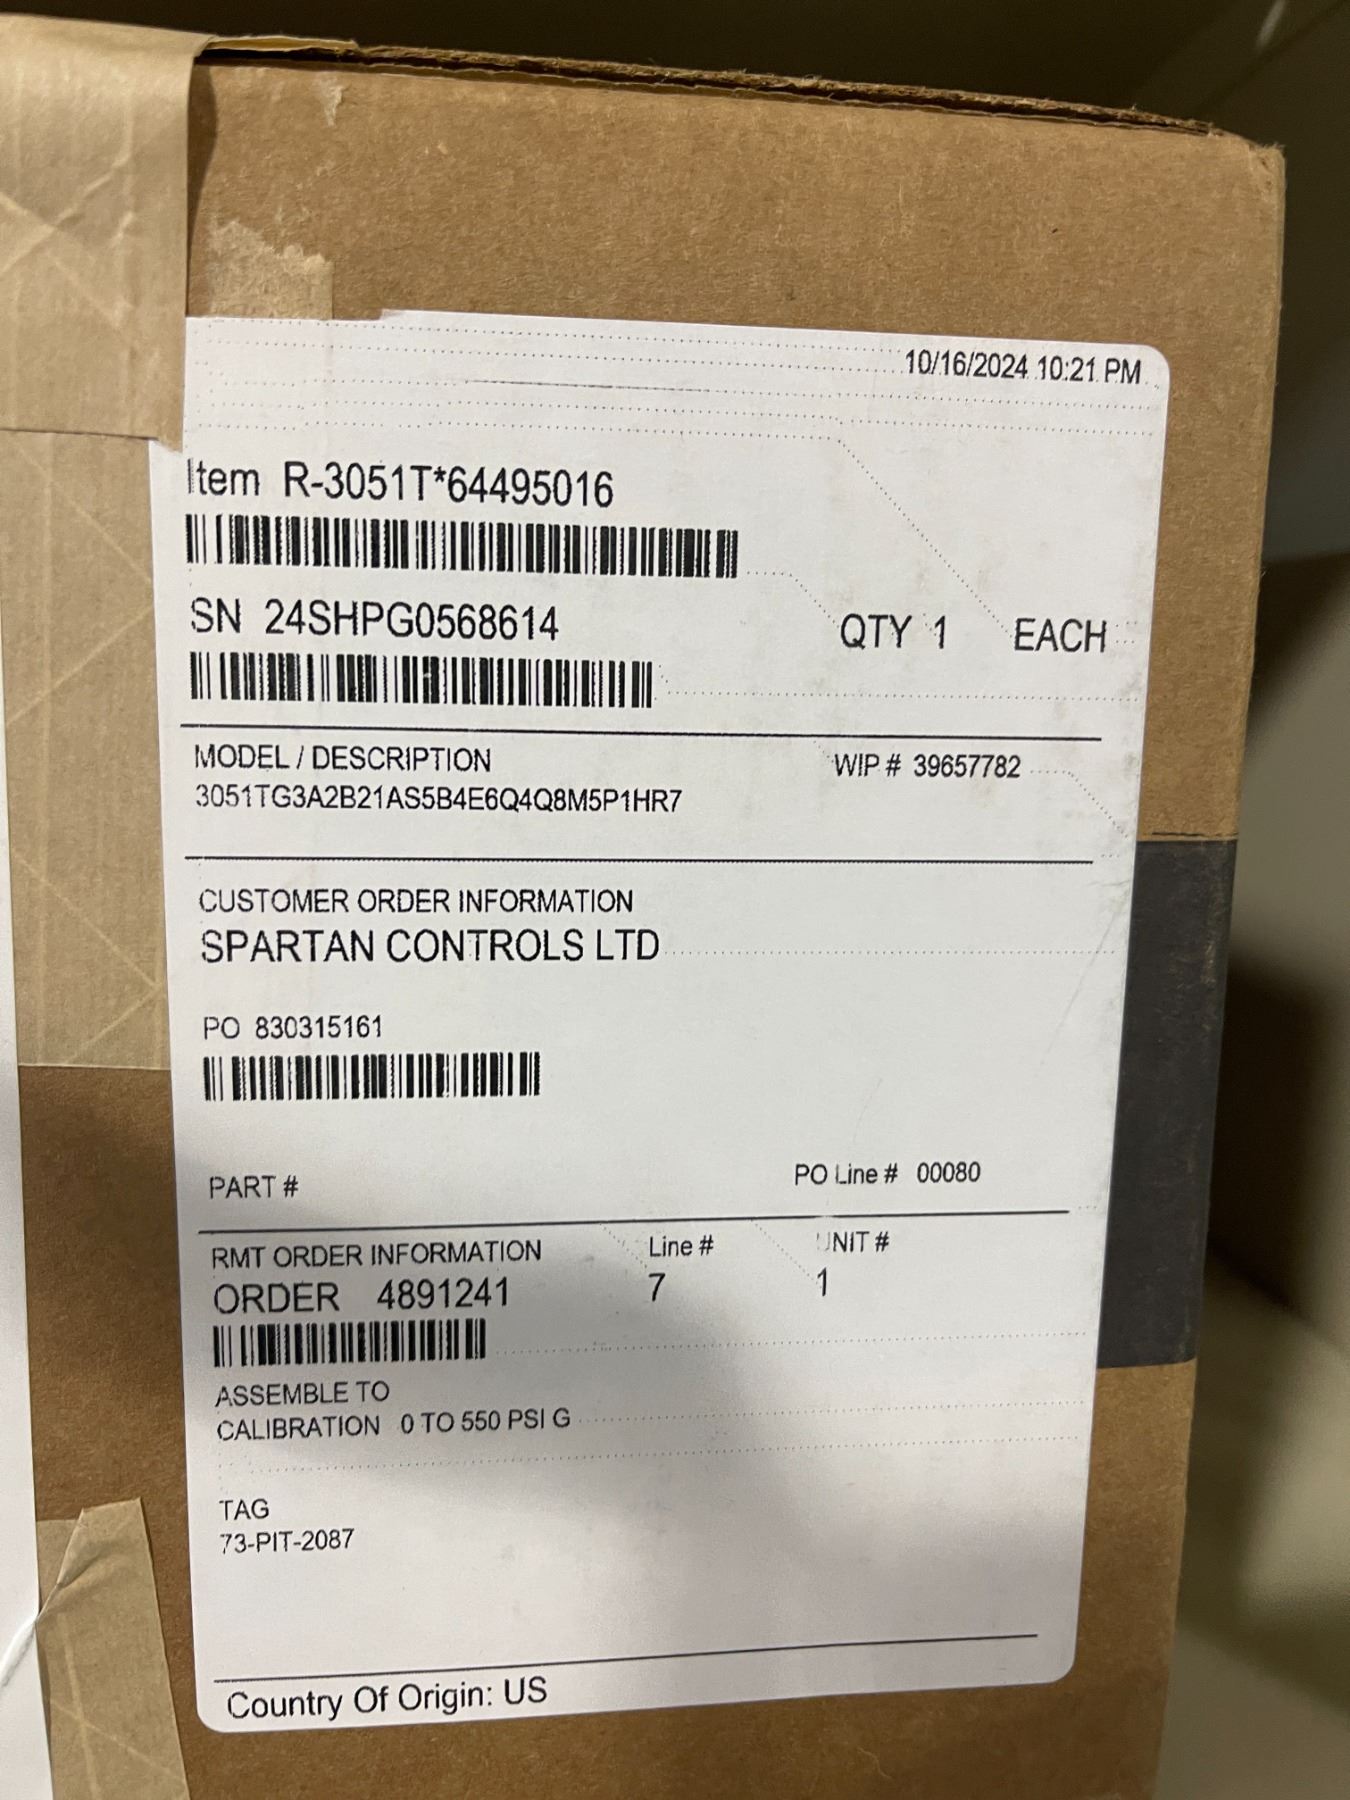 10/16/2024 10:21 PM
Item R-3051T*64495016
SN 24SHPG0568614
QTY 1 EACH
MODEL / DESCRIPTION
WIP # 39657782
3051TG3A2B21AS5B4E6Q4Q8M5P1HR7
CUSTOMER ORDER INFORMATION
SPARTAN CONTROLS LTD
PO 830315161
PART #
PO Line # 00080
RMT ORDER INFORMATION Line # UNIT #
ORDER 4891241 7 1
ASSEMBLE TO
CALIBRATION 0 TO 550 PSI G
TAG
73-PIT-2087
Country Of Origin: US